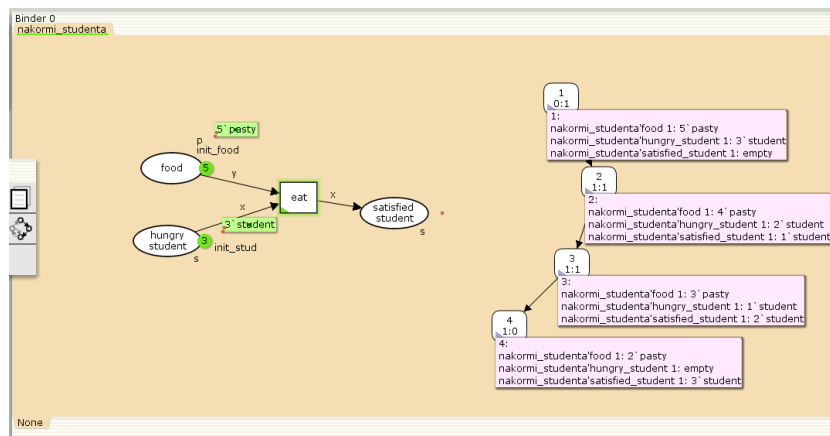 Binder 0
nakormi_studenta
5`pasty
p
init_food
food
5
y
eat
x
satisfied
student
s
x
3`student
hungry
student
3
init_stud
s
1
0:1
1:
nakormi_studenta'food 1: 5`pasty
nakormi_studenta'hungry_student 1: 3`student
nakormi_studenta'satisfied_student 1: empty
2
1:1
2:
nakormi_studenta'food 1: 4`pasty
nakormi_studenta'hungry_student 1: 2`student
nakormi_studenta'satisfied_student 1: 1`student
3
1:1
3:
nakormi_studenta'food 1: 3`pasty
nakormi_studenta'hungry_student 1: 1`student
nakormi_studenta'satisfied_student 1: 2`student
4
1:0
4:
nakormi_studenta'food 1: 2`pasty
nakormi_studenta'hungry_student 1: empty
nakormi_studenta'satisfied_student 1: 3`student
None